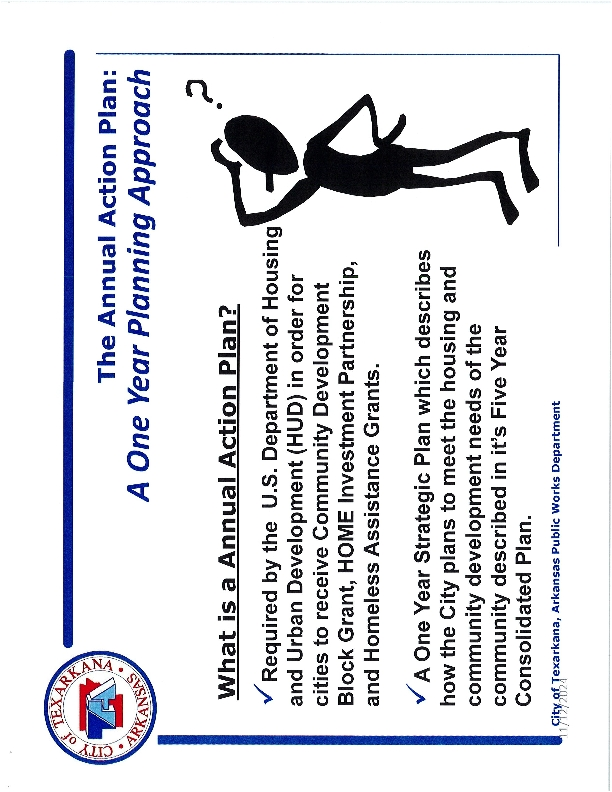 The Annual Action Plan:
A One Year Planning Approach
What is a Annual Action Plan?
✓ Required by the U.S. Department of Housing
and Urban Development (HUD) in order for
cities to receive Community Development
Block Grant, HOME Investment Partnership,
and Homeless Assistance Grants.
?
✓ A One Year Strategic Plan which describes
how the City plans to meet the housing and
community development needs of the
community described in it's Five Year
Consolidated Plan.
CITY of TEXARKANA
ARKANSAS
City of Texarkana, Arkansas Public Works Department